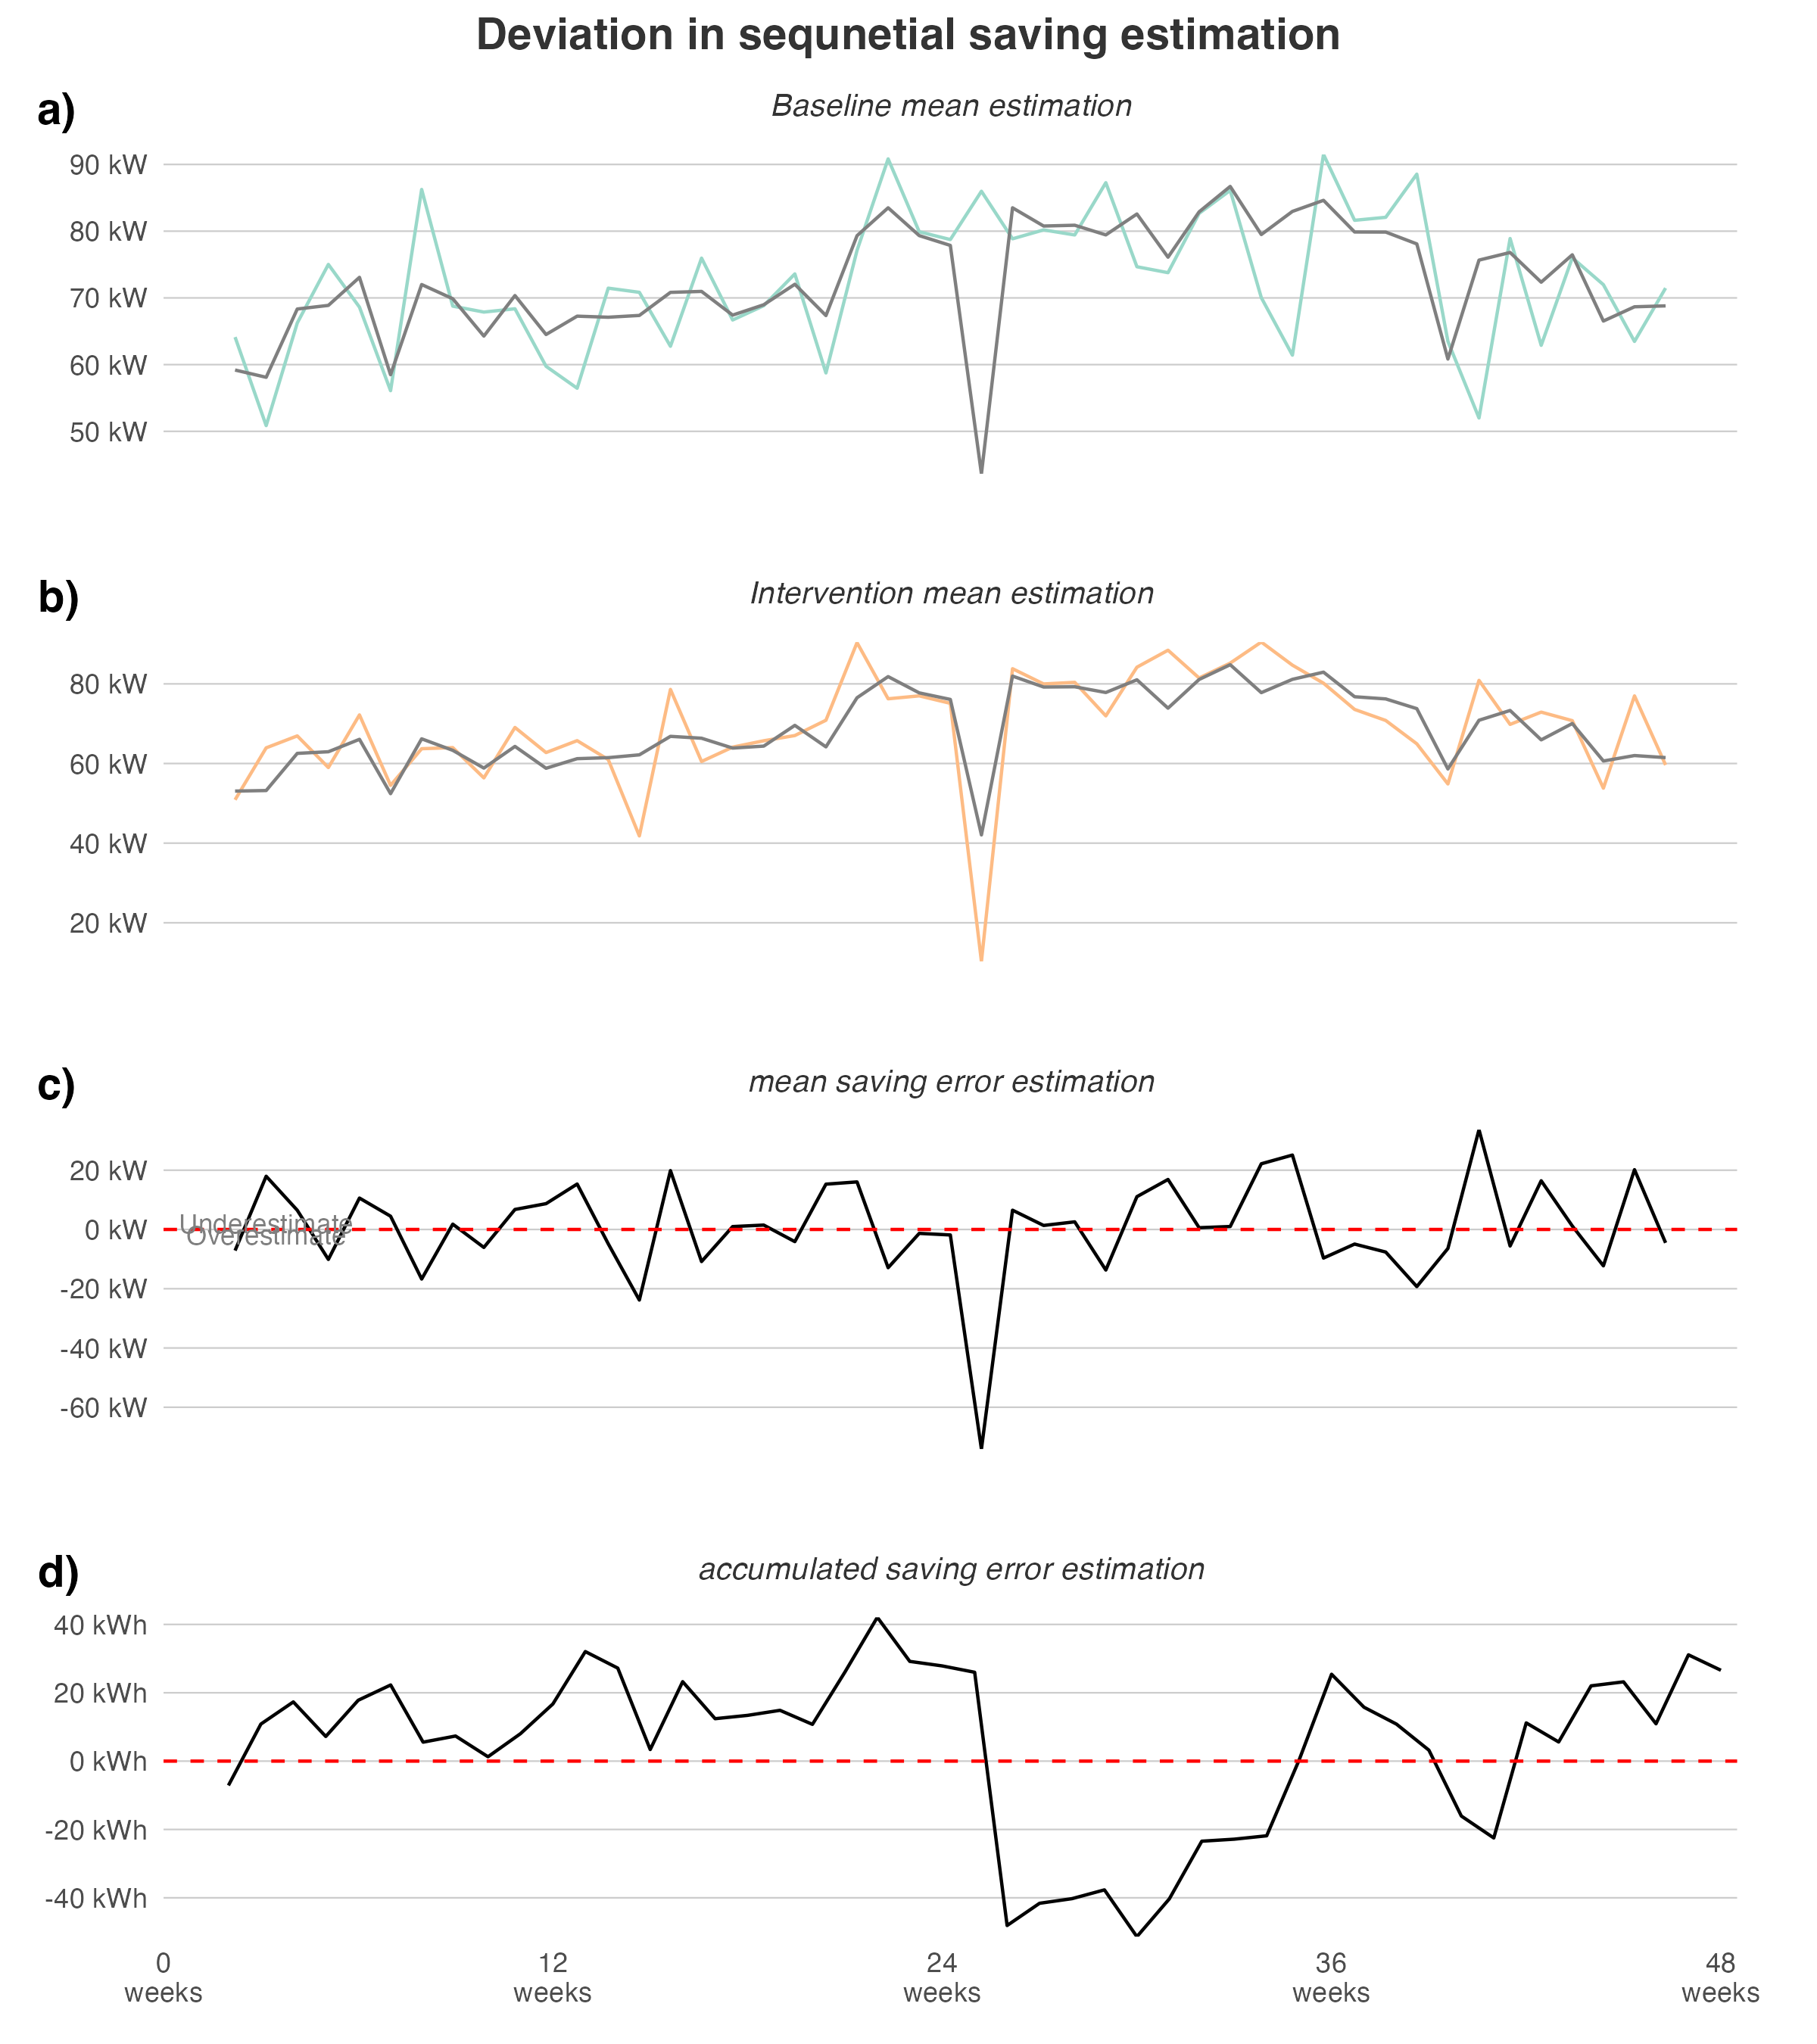 Deviation in sequnetial saving estimation
a)
Baseline mean estimation
90 kW
80 kW
70 kW
60 kW
50 kW
b)
Intervention mean estimation
80 kW
60 kW
40 kW
20 kW
c)
mean saving error estimation
20 kW
Underestimate
0 kW
Overestimate
-20 kW
-40 kW
-60 kW
d)
accumulated saving error estimation
40 kWh
20 kWh
0 kWh
-20 kWh
-40 kWh
0 12 24 36 48
weeks weeks weeks weeks weeks